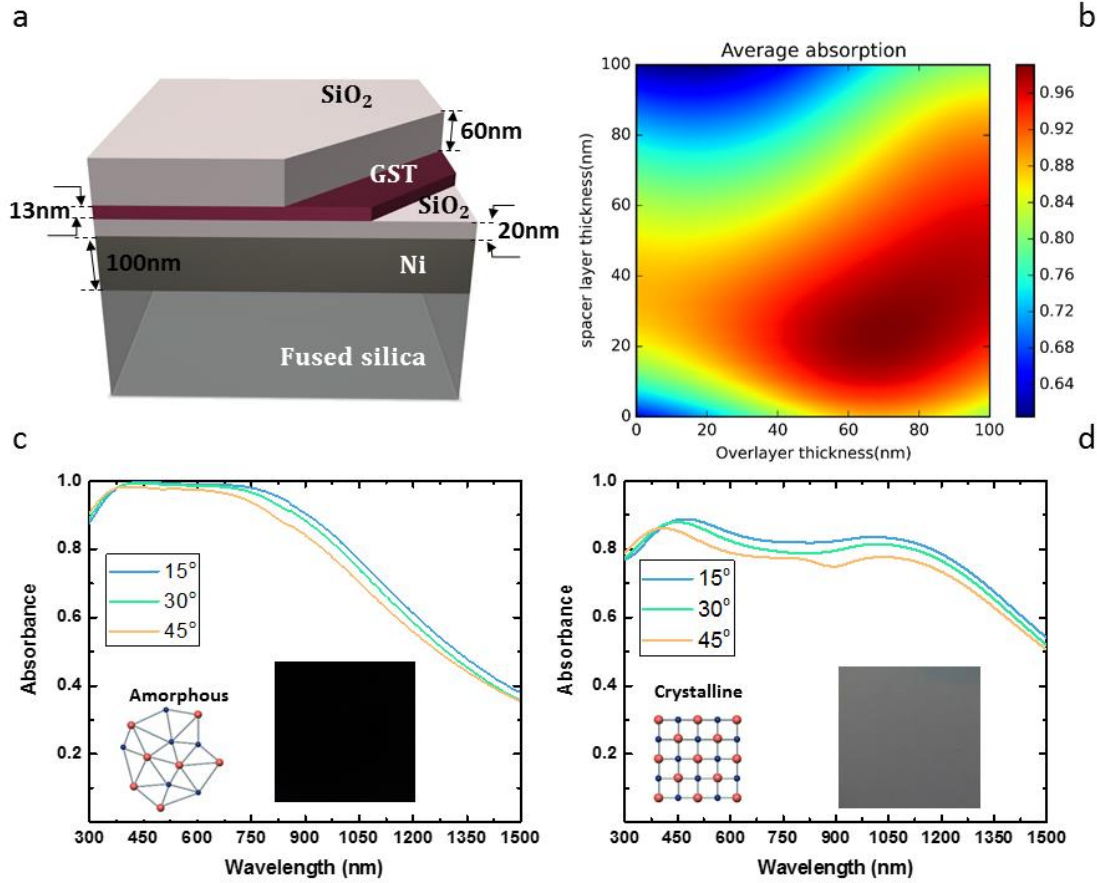 a
SiO₂
60nm
GST
SiO₂
13nm
20nm
100nm
Ni
Fused silica
b
Average absorption
100
80
60
40
20
0
spacer layer thickness(nm)
0 20 40 60 80 100
Overlayer thickness(nm)
0.96
0.92
0.88
0.84
0.80
0.76
0.72
0.68
0.64
c
1.0
0.8
0.6
0.4
0.2
Absorbance
15°
30°
45°
Amorphous
300 450 600 750 900 1050 1200 1350 1500
Wavelength (nm)
d
1.0
0.8
0.6
0.4
0.2
Absorbance
15°
30°
45°
Crystalline
300 450 600 750 900 1050 1200 1350 1500
Wavelength (nm)